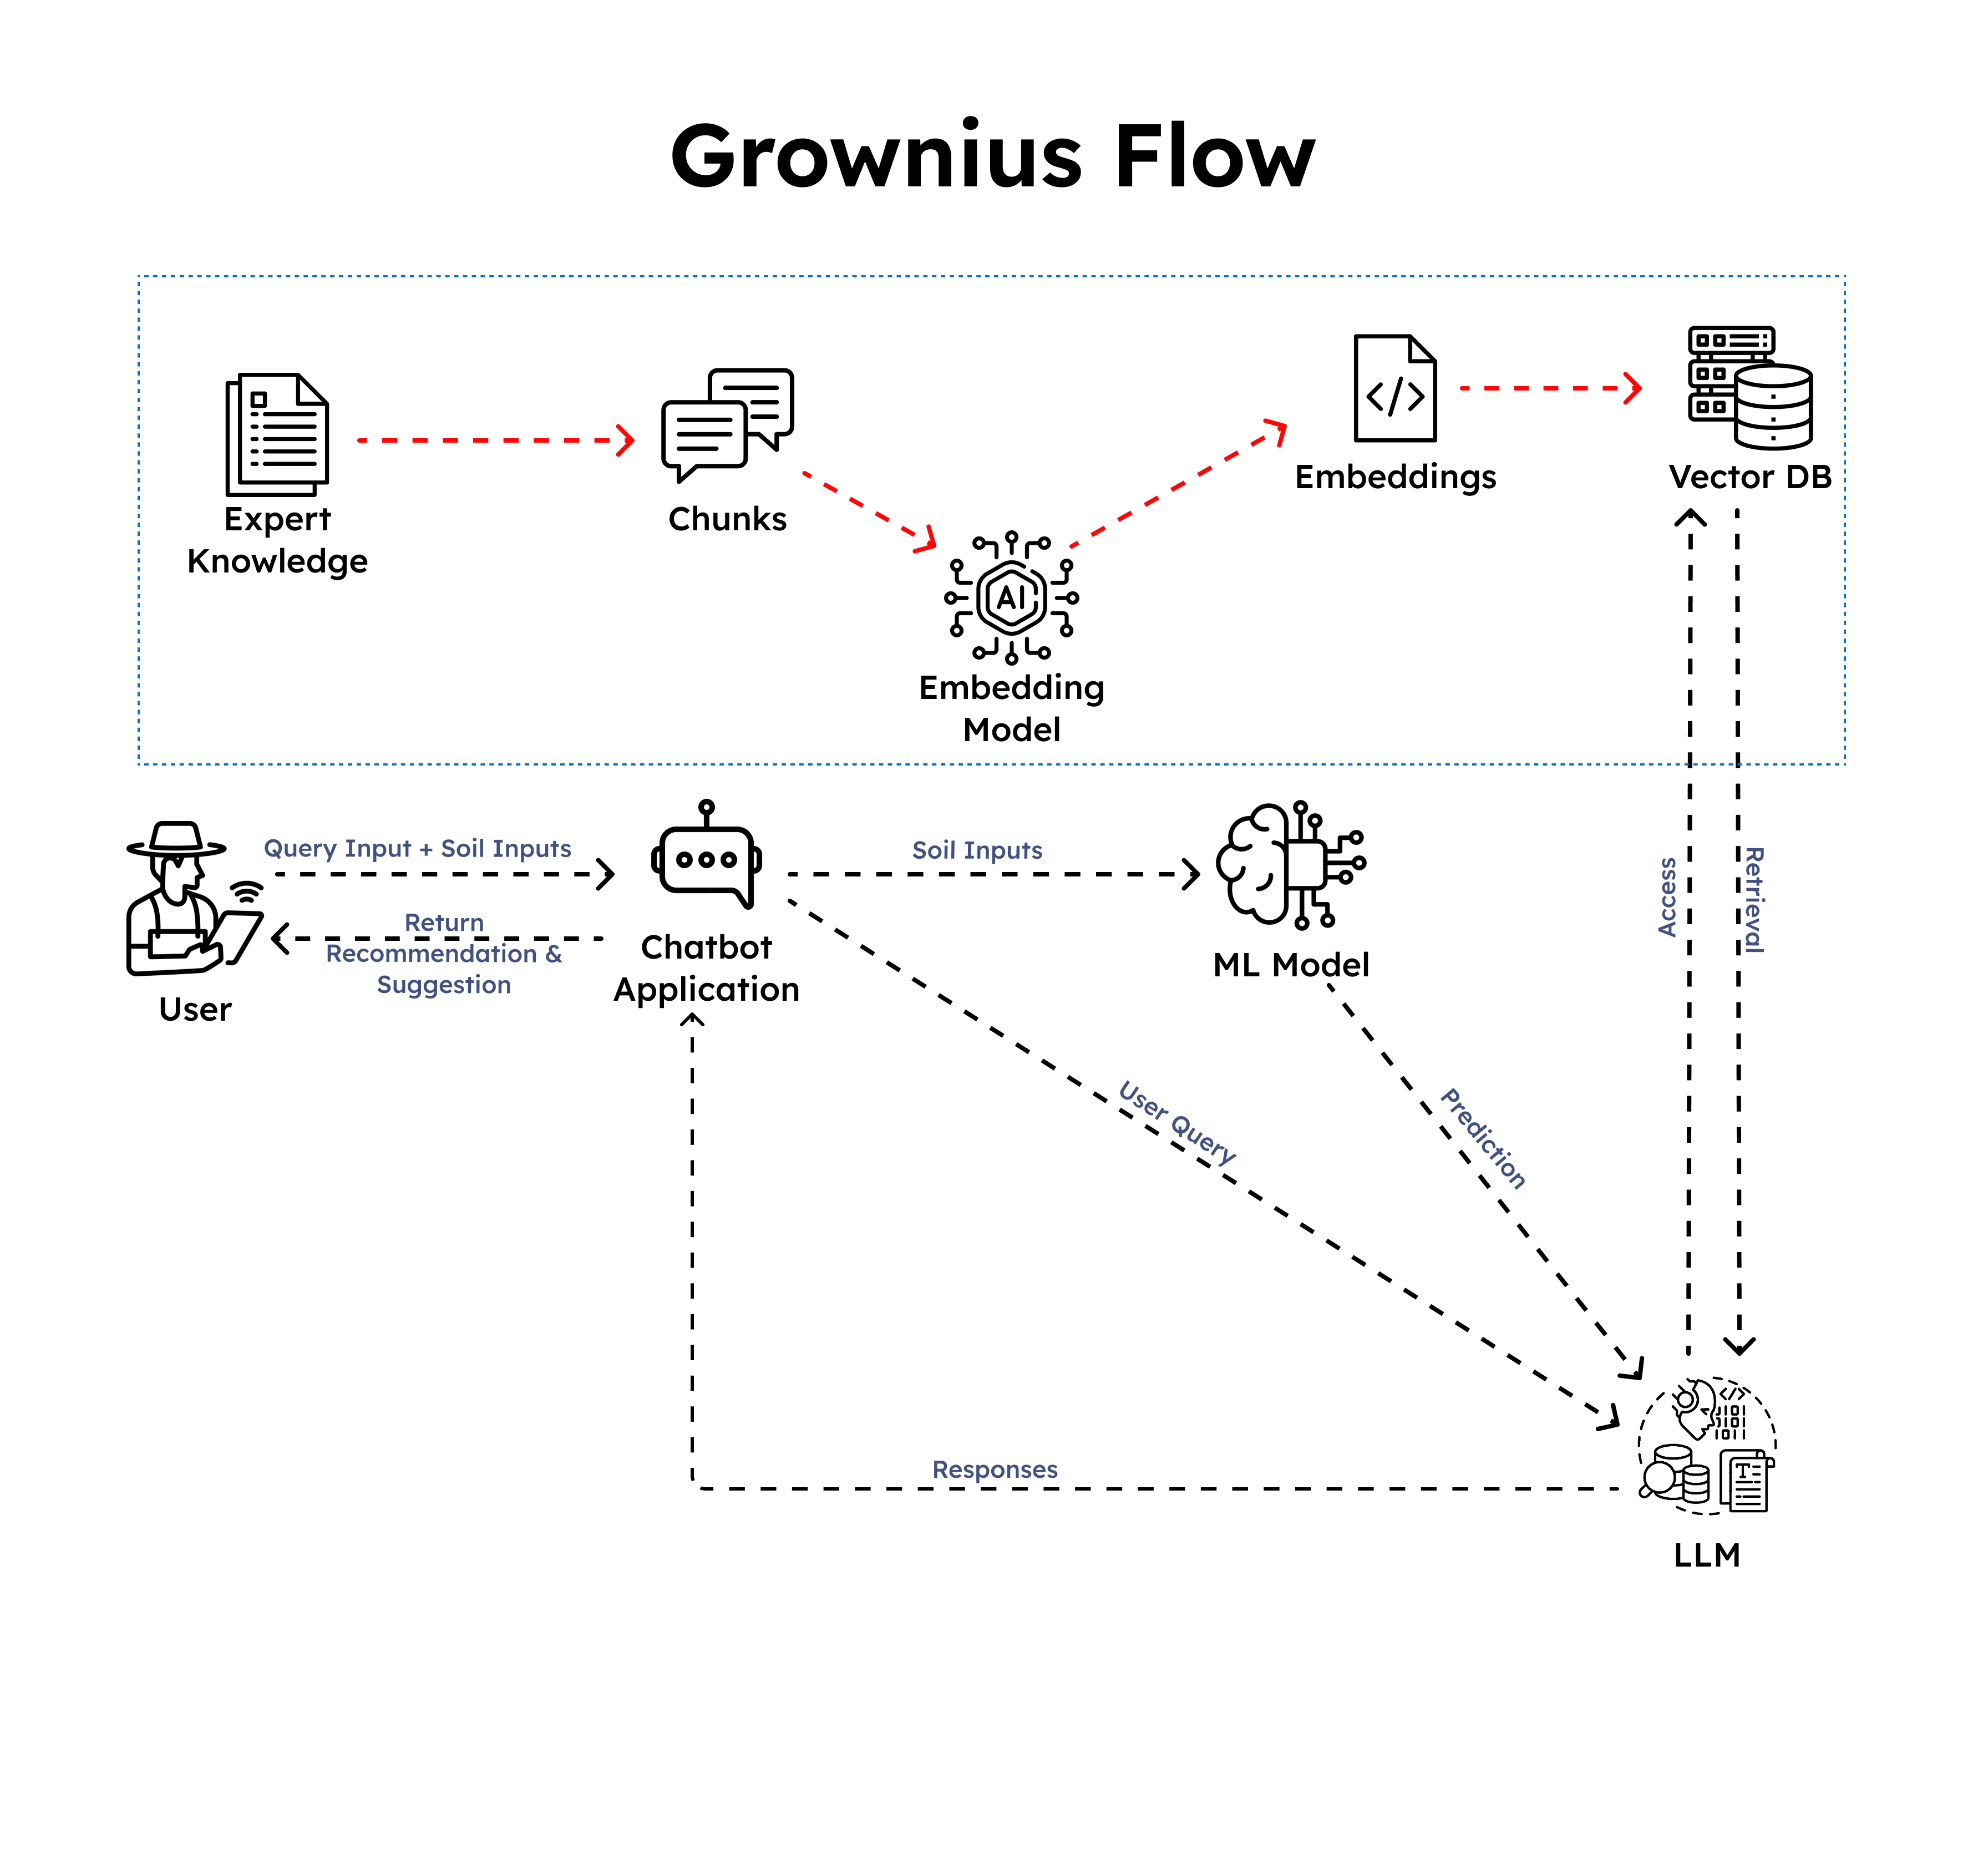 Grownius Flow
Expert
Knowledge
Chunks
AI
Embedding
Model
Embeddings
Vector DB
Query Input + Soil Inputs
Return
Recommendation &
Suggestion
User
Chatbot
Application
Soil Inputs
ML Model
Access
Retrieval
User Query
Prediction
Responses
LLM